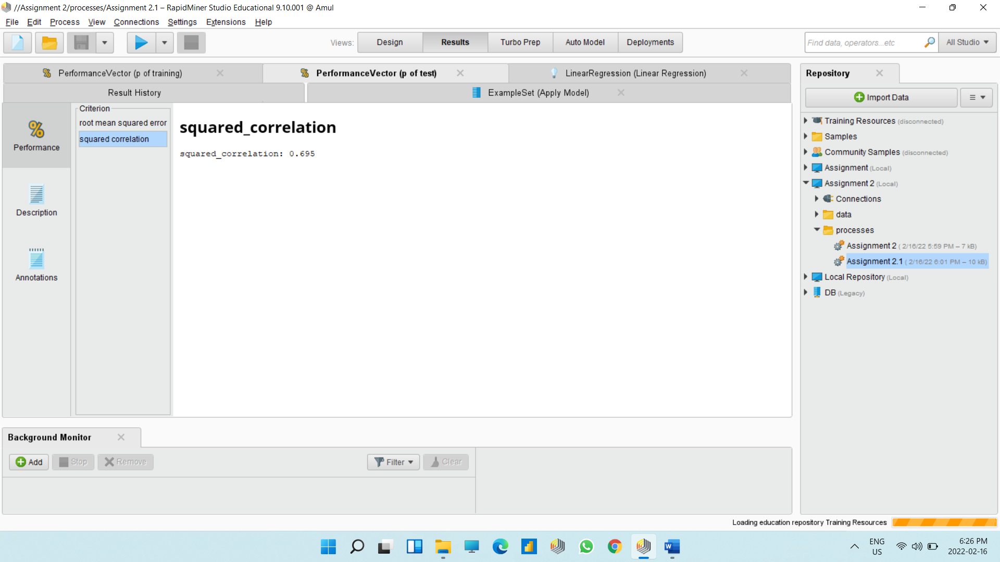 //Assignment 2/processes/Assignment 2.1 – RapidMiner Studio Educational 9.10.001 @ Amul
File Edit Process View Connections Settings Extensions Help
Views: Design Results Turbo Prep Auto Model Deployments
Find data, operators...etc
All Studio
PerformanceVector (p of training)
PerformanceVector (p of test)
LinearRegression (Linear Regression)
Result History
ExampleSet (Apply Model)
Performance
Description
Annotations
Criterion
root mean squared error
squared correlation
squared_correlation
squared_correlation: 0.695
Repository
Import Data
Training Resources (disconnected)
Samples
Community Samples (disconnected)
Assignment (Local)
Assignment 2 (Local)
Connections
data
processes
Assignment 2 ( 2/16/22 5:59 PM – 7 kB)
Assignment 2.1 ( 2/16/22 6:01 PM – 10 kB)
Local Repository (Local)
DB (Legacy)
Background Monitor
Add Stop Remove Filter Clear
Loading education repository Training Resources
ENG
US
6:26 PM
2022-02-16